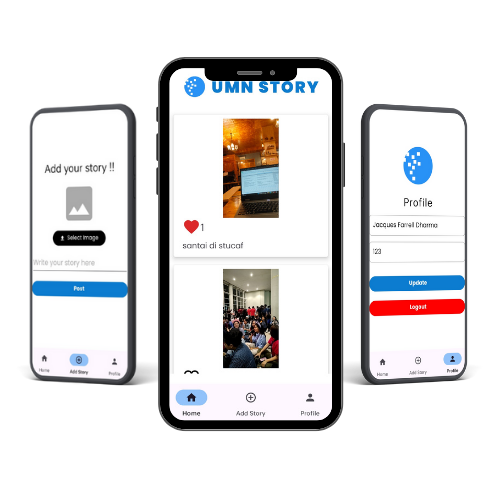 Add your story !!
Select Image
Write your story here
Post
Home
Add Story
Profile
UMN STORY
1
santai di stucaf
Home
Add Story
Profile
Profile
Jacques Farrell Dharma
123
Update
Logout
Home
Add Story
Profile